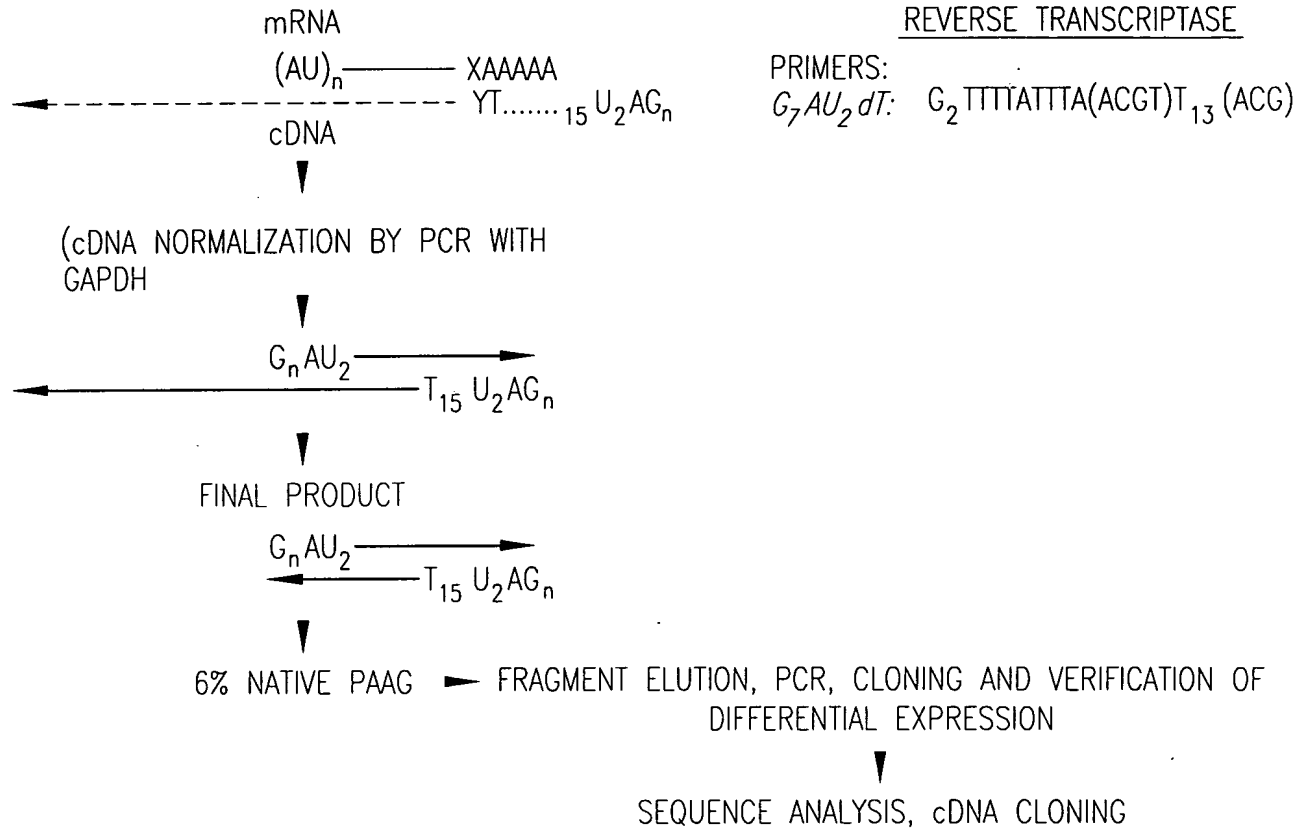 mRNA
(AU)n XAAAAA
YT.......15 U2AGn
cDNA
REVERSE TRANSCRIPTASE
PRIMERS:
G7AU2dT: G2TTTTATTTA(ACGT)T13(ACG)
(cDNA NORMALIZATION BY PCR WITH
GAPDH
GnAU2
T15 U2AGn
FINAL PRODUCT
GnAU2
T15 U2AGn
6% NATIVE PAAG
FRAGMENT ELUTION, PCR, CLONING AND VERIFICATION OF
DIFFERENTIAL EXPRESSION
SEQUENCE ANALYSIS, cDNA CLONING